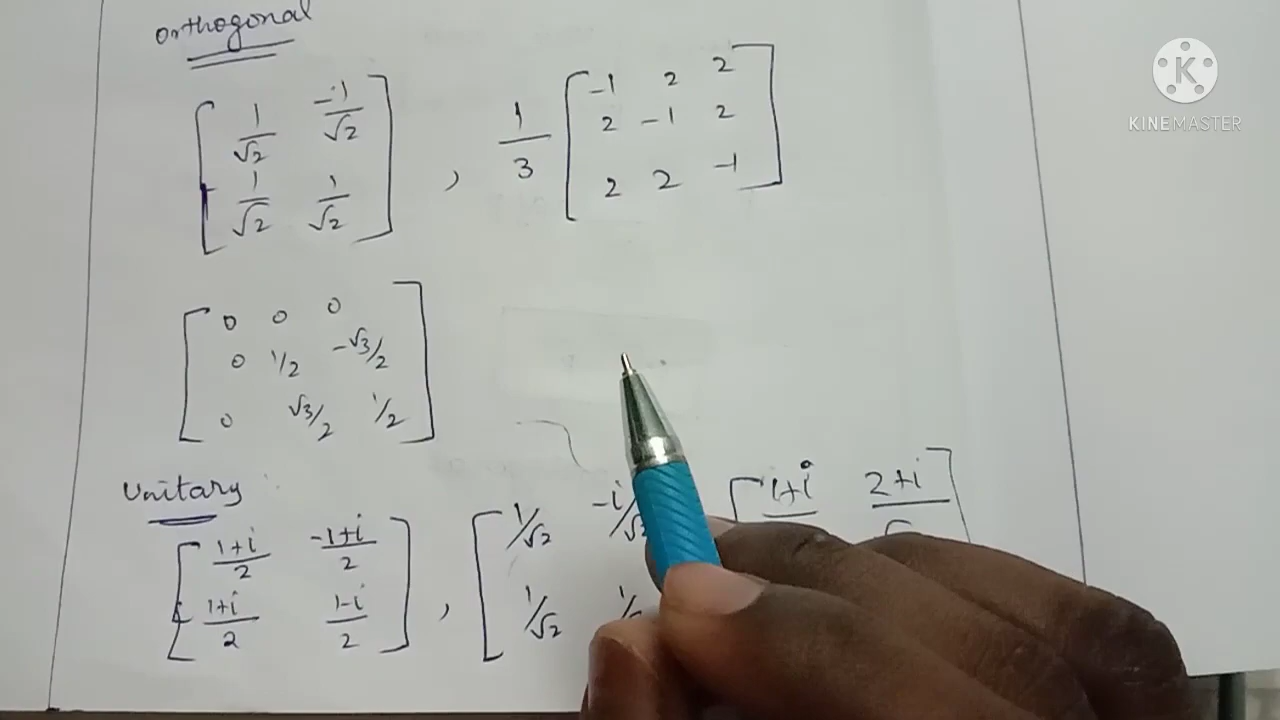 Orthogonal
[ 1/√2 -1/√2 ; 1/√2 1/√2 ] , 1/3 [ -1 2 2 ; 2 -1 2 ; 2 2 -1 ]
[ 0 0 0 ; 0 1/2 -√3/2 ; 0 √3/2 1/2 ]
Unitary
[ 1+i/2 -1+i/2 ; 1+i/2 1-i/2 ] , [ 1/√2 -i/√2 ; 1/√2 [ 1+i 2+i
KINEMASTER